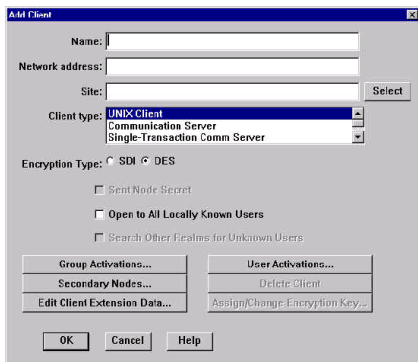 Add Client
Name:
Network address:
Site:
Select
Client type:
UNIX Client
Communication Server
Single-Transaction Comm Server
Encryption Type:
SDI
DES
Sent Node Secret
Open to All Locally Known Users
Search Other Realms for Unknown Users
Group Activations...
User Activations...
Secondary Nodes...
Delete Client
Edit Client Extension Data...
Assign/Change Encryption Key...
OK
Cancel
Help